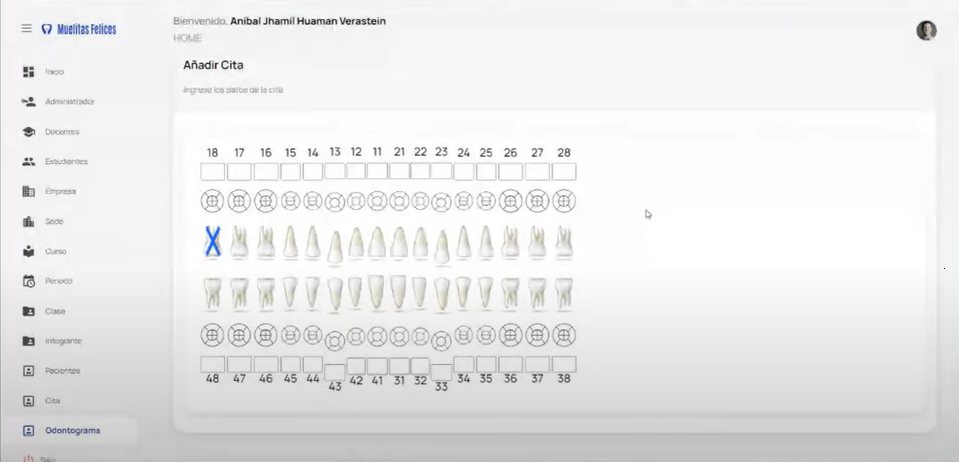 Bienvenido, Anibal Jhamil Huaman Verastein
Muelitas Felices
HOME
Añadir Cita
Ingrese los datos de la cita
Inicio
Administrador
Docentes
Estudiantes
Empresa
Sede
Curso
Periodo
Clase
Integrante
Pacientes
Cita
Odontograma
18 17 16 15 14 13 12 11 21 22 23 24 25 26 27 28
48 47 46 45 44 43 42 41 31 32 33 34 35 36 37 38